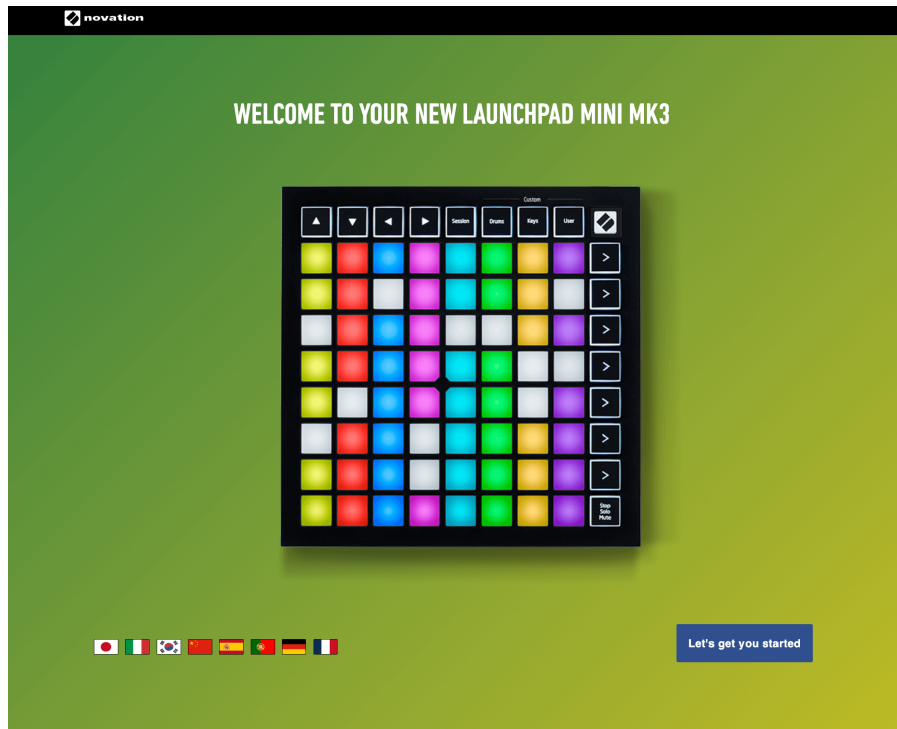 novation
WELCOME TO YOUR NEW LAUNCHPAD MINI MK3
Custom
▲ ▼ ◀ ▶ Session Drums Keys User
>
>
>
>
>
>
>
Stop
Solo
Mute
Let's get you started